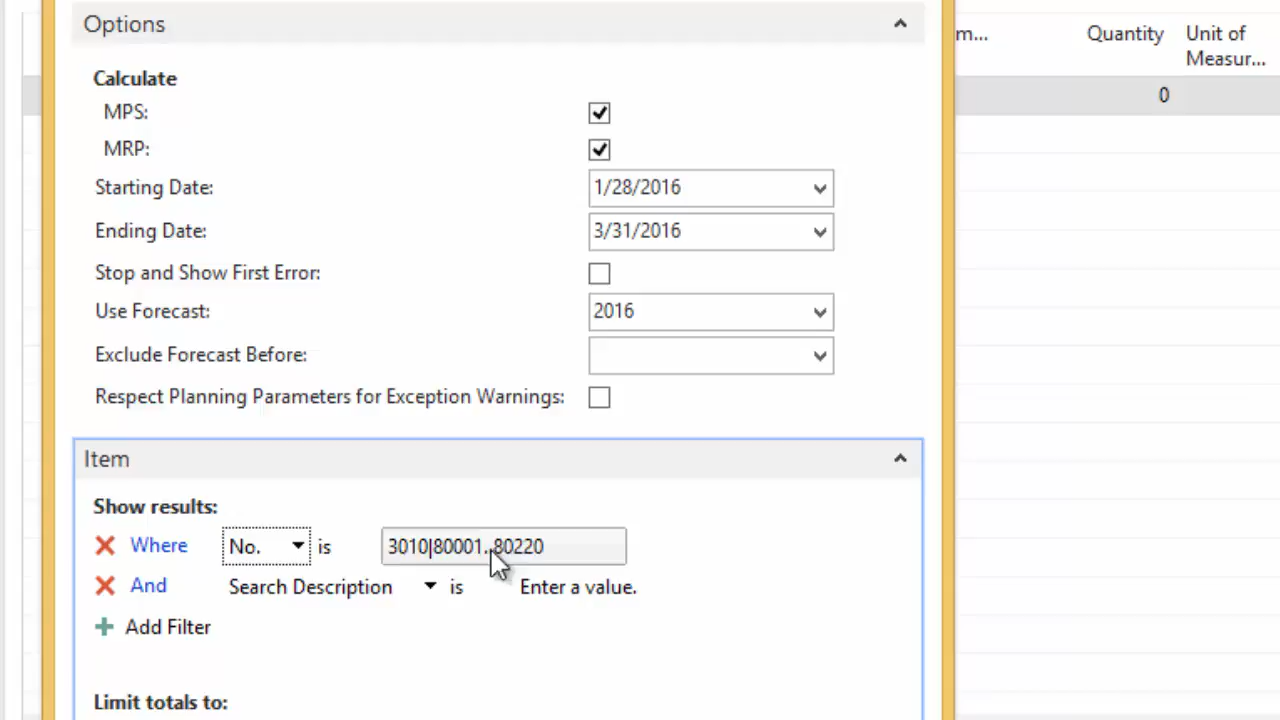 Options
m... Quantity Unit of
Measur...
0
Calculate
MPS:
MRP:
Starting Date: 1/28/2016
Ending Date: 3/31/2016
Stop and Show First Error:
Use Forecast: 2016
Exclude Forecast Before:
Respect Planning Parameters for Exception Warnings:
Item
Show results:
Where No. is 3010|80001..80220
And Search Description is Enter a value.
Add Filter
Limit totals to: